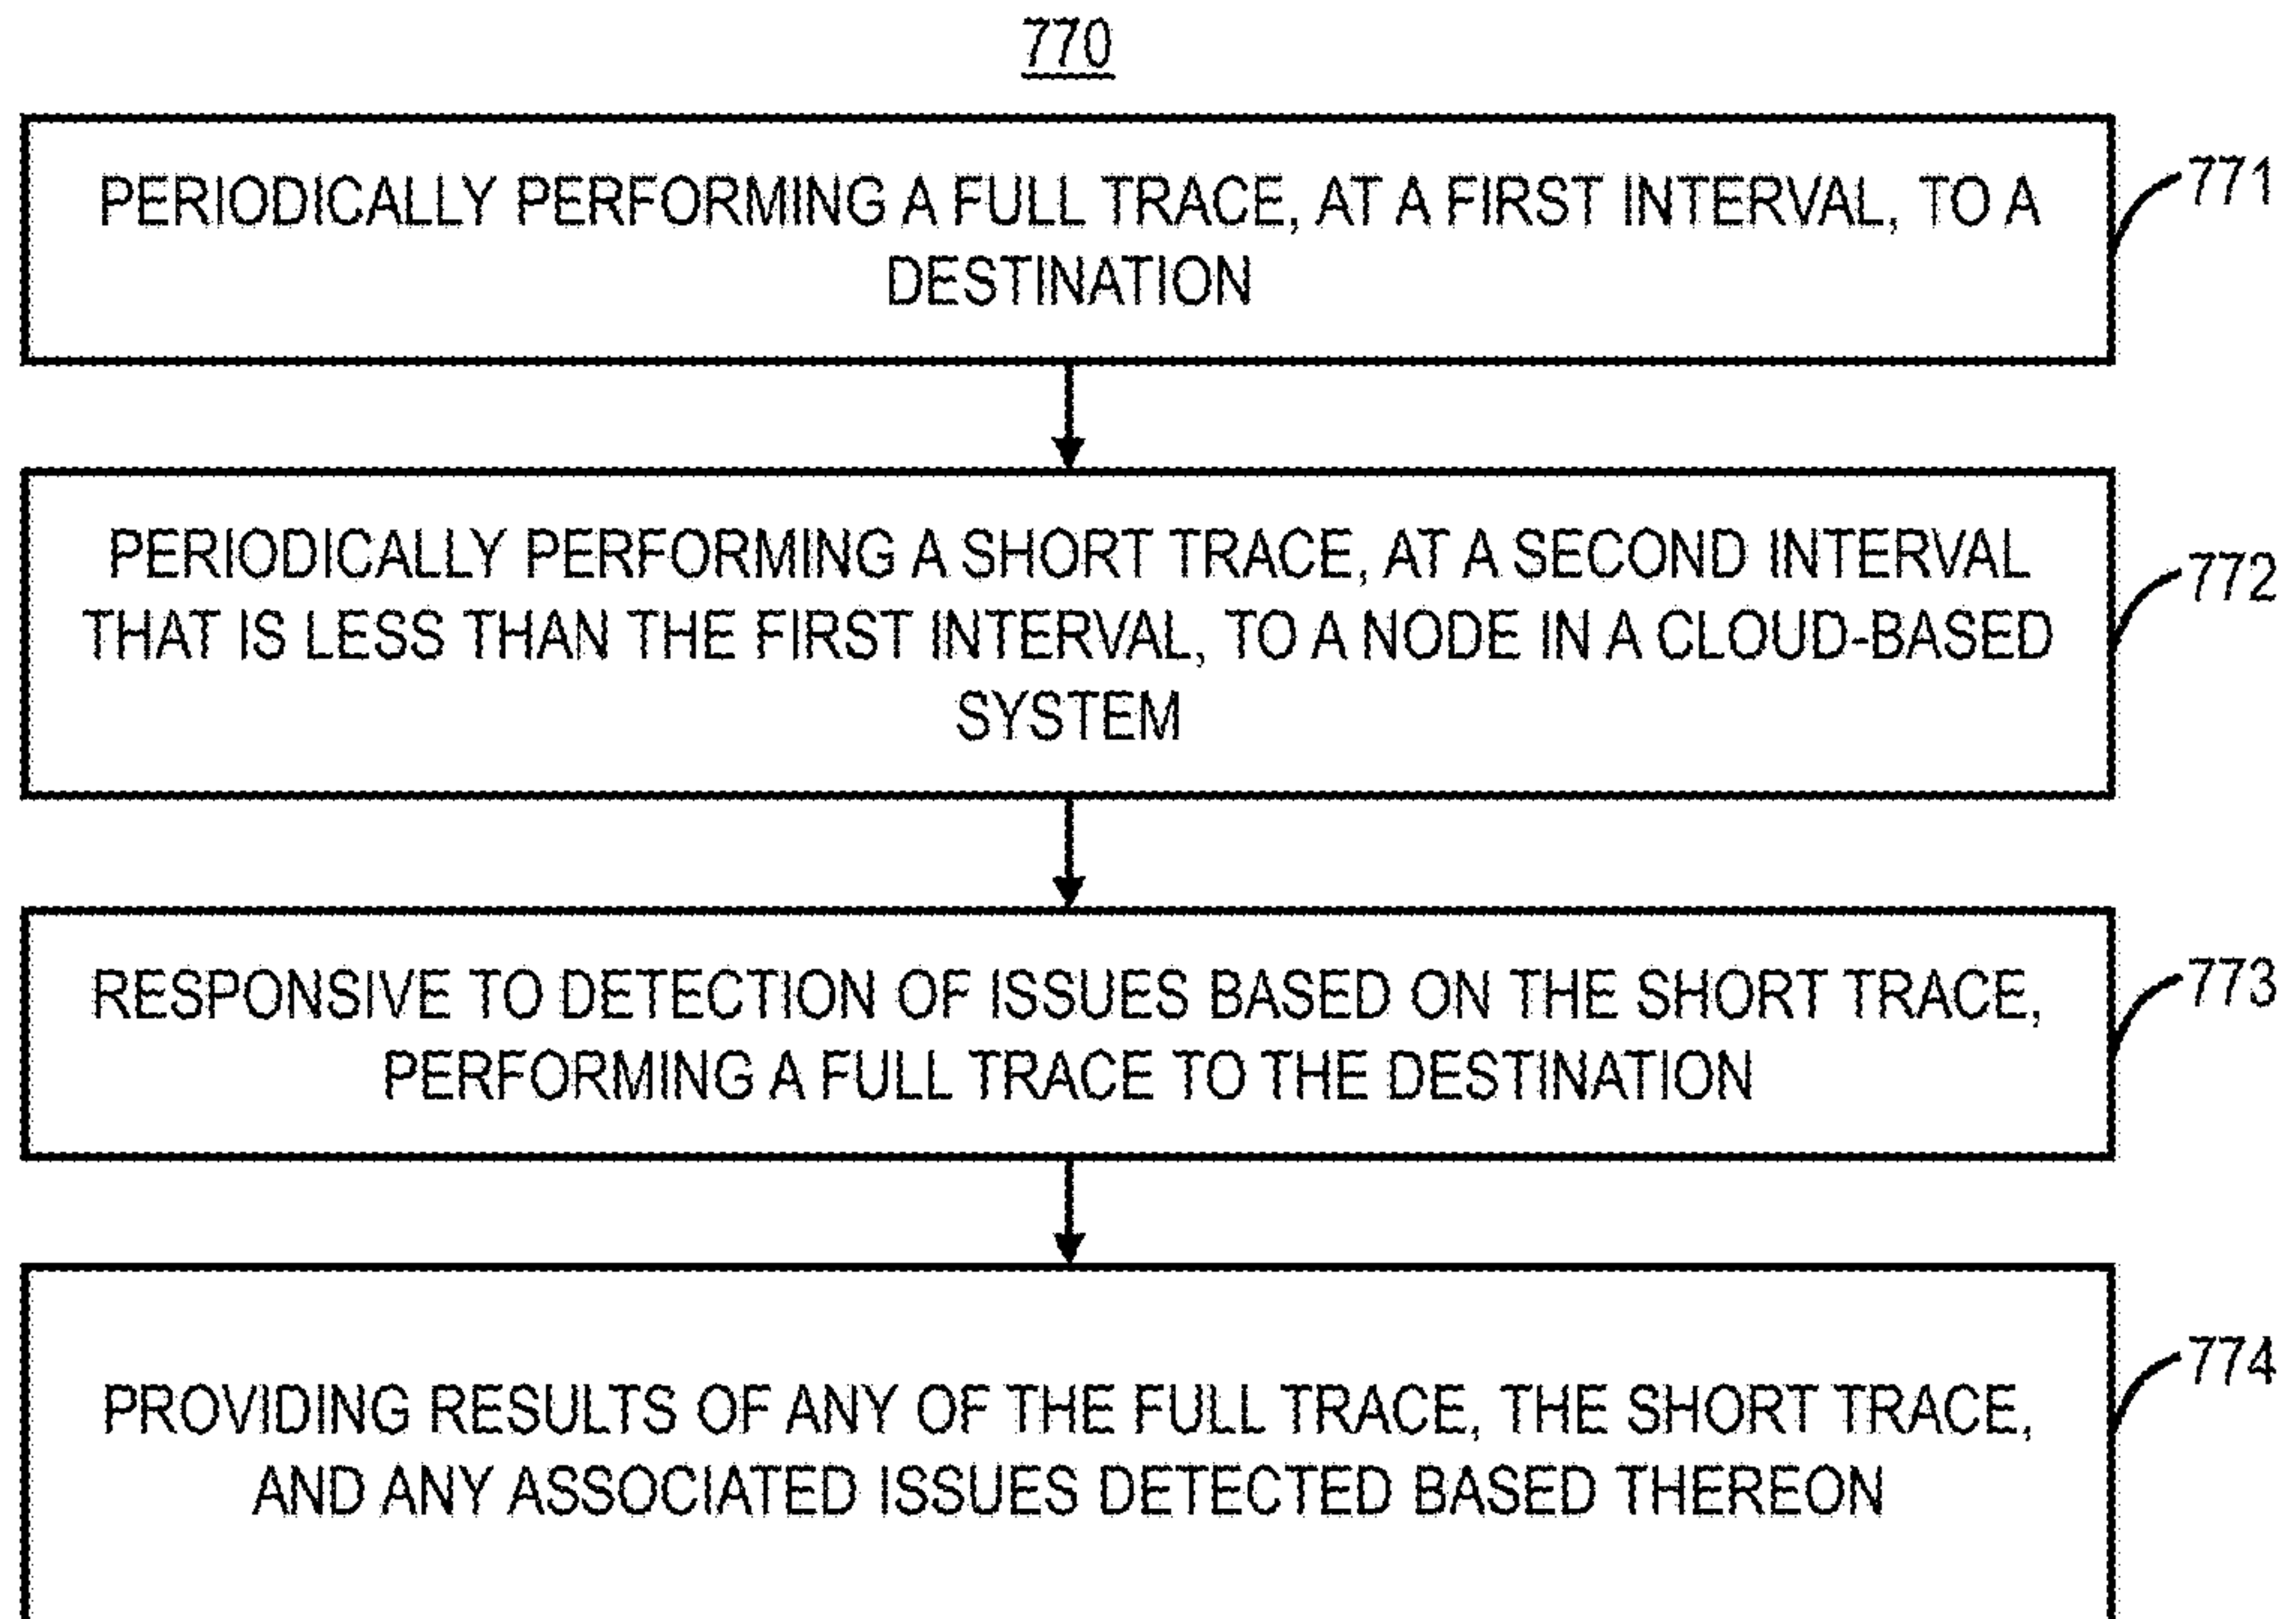 770
PERIODICALLY PERFORMING A FULL TRACE, AT A FIRST INTERVAL, TO A
DESTINATION
771
PERIODICALLY PERFORMING A SHORT TRACE, AT A SECOND INTERVAL
THAT IS LESS THAN THE FIRST INTERVAL, TO A NODE IN A CLOUD-BASED
SYSTEM
772
RESPONSIVE TO DETECTION OF ISSUES BASED ON THE SHORT TRACE,
PERFORMING A FULL TRACE TO THE DESTINATION
773
PROVIDING RESULTS OF ANY OF THE FULL TRACE, THE SHORT TRACE,
AND ANY ASSOCIATED ISSUES DETECTED BASED THEREON
774